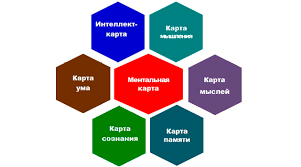 Интеллект-
карта
Карта
мышления
Карта
ума
Ментальная
карта
Карта
мыслей
Карта
сознания
Карта
памяти